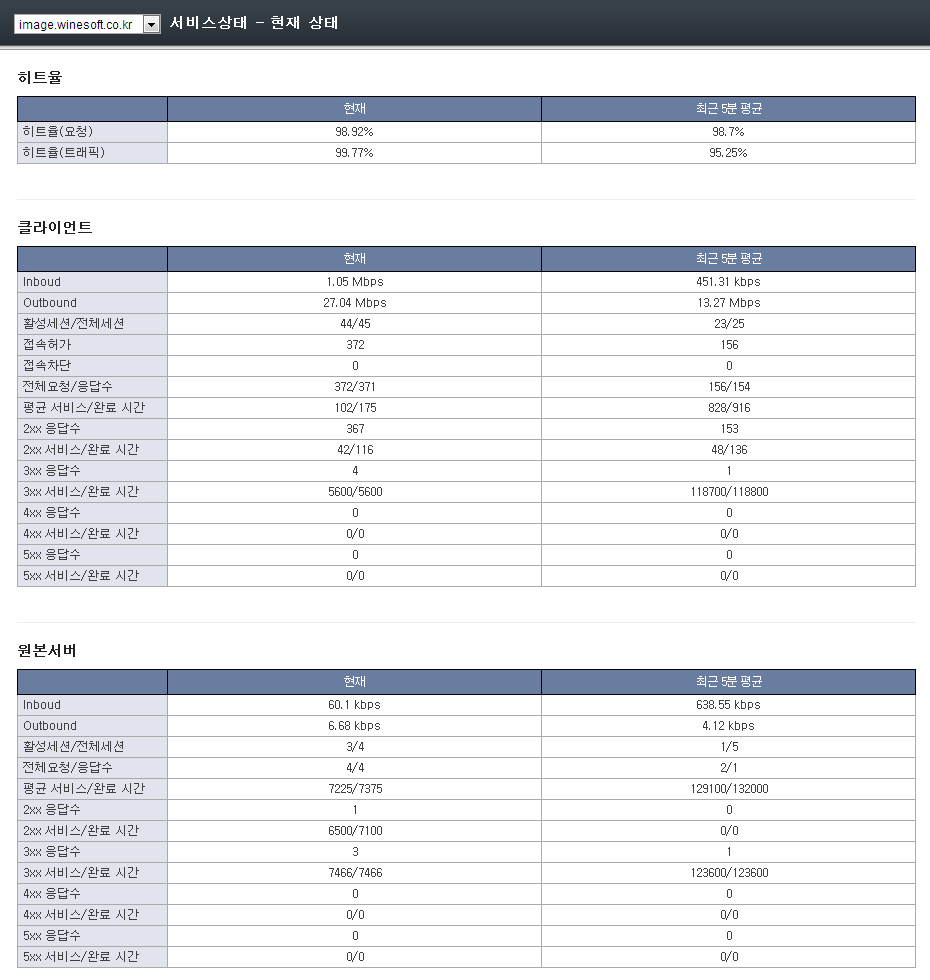 image.winesoft.co.kr 서비스상태 - 현재 상태
히트율
현재 최근 5분 평균
히트율(요청) 98.92% 98.7%
히트율(트래픽) 99.77% 95.25%
클라이언트
현재 최근 5분 평균
Inboud 1.05 Mbps 451.31 kbps
Outbound 27.04 Mbps 13.27 Mbps
활성세션/전체세션 44/45 23/25
접속허가 372 156
접속차단 0 0
전체요청/응답수 372/371 156/154
평균 서비스/완료 시간 102/175 828/916
2xx 응답수 367 153
2xx 서비스/완료 시간 42/116 48/136
3xx 응답수 4 1
3xx 서비스/완료 시간 5600/5600 118700/118800
4xx 응답수 0 0
4xx 서비스/완료 시간 0/0 0/0
5xx 응답수 0 0
5xx 서비스/완료 시간 0/0 0/0
원본서버
현재 최근 5분 평균
Inboud 60.1 kbps 638.55 kbps
Outbound 6.68 kbps 4.12 kbps
활성세션/전체세션 3/4 1/5
전체요청/응답수 4/4 2/1
평균 서비스/완료 시간 7225/7375 129100/132000
2xx 응답수 1 0
2xx 서비스/완료 시간 6500/7100 0/0
3xx 응답수 3 1
3xx 서비스/완료 시간 7466/7466 123600/123600
4xx 응답수 0 0
4xx 서비스/완료 시간 0/0 0/0
5xx 응답수 0 0
5xx 서비스/완료 시간 0/0 0/0